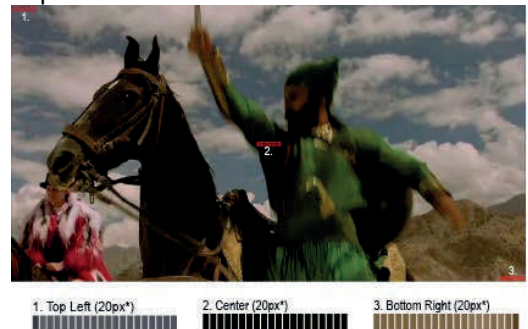 1.
2.
3.
1. Top Left (20px*)
2. Center (20px*)
3. Bottom Right (20px*)